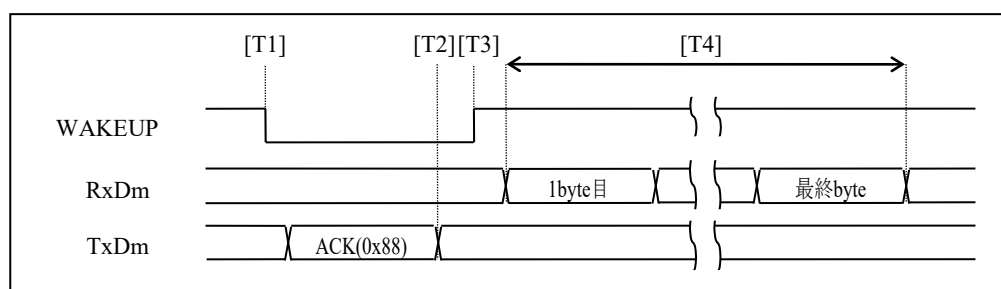 [T1] [T2] [T3] [T4]
WAKEUP
RxDm 1byte目 最終byte
TxDm ACK(0x88)